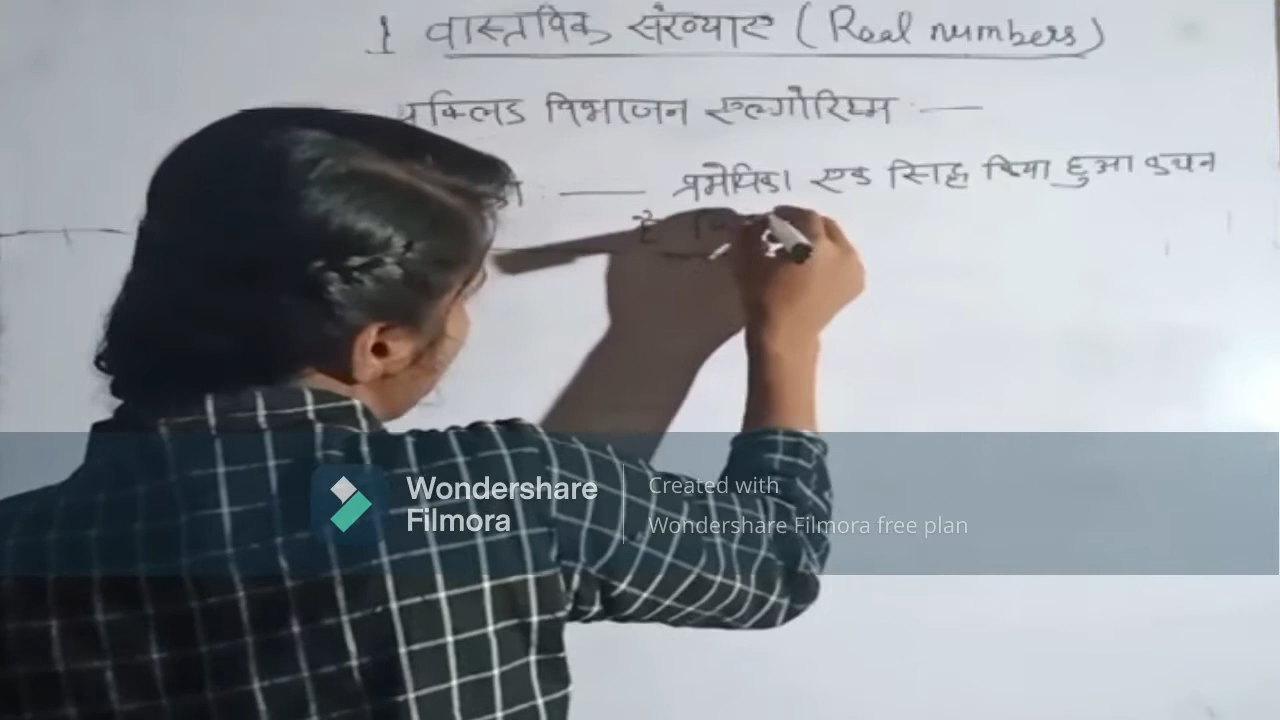 1 वास्तविक संख्याएं (Real numbers)
यूक्लिड विभाजन एल्गोरिथ्म —
— प्रमेयिका एक सिद्ध किया हुआ कथन
है
Wondershare
Filmora
Created with
Wondershare Filmora free plan